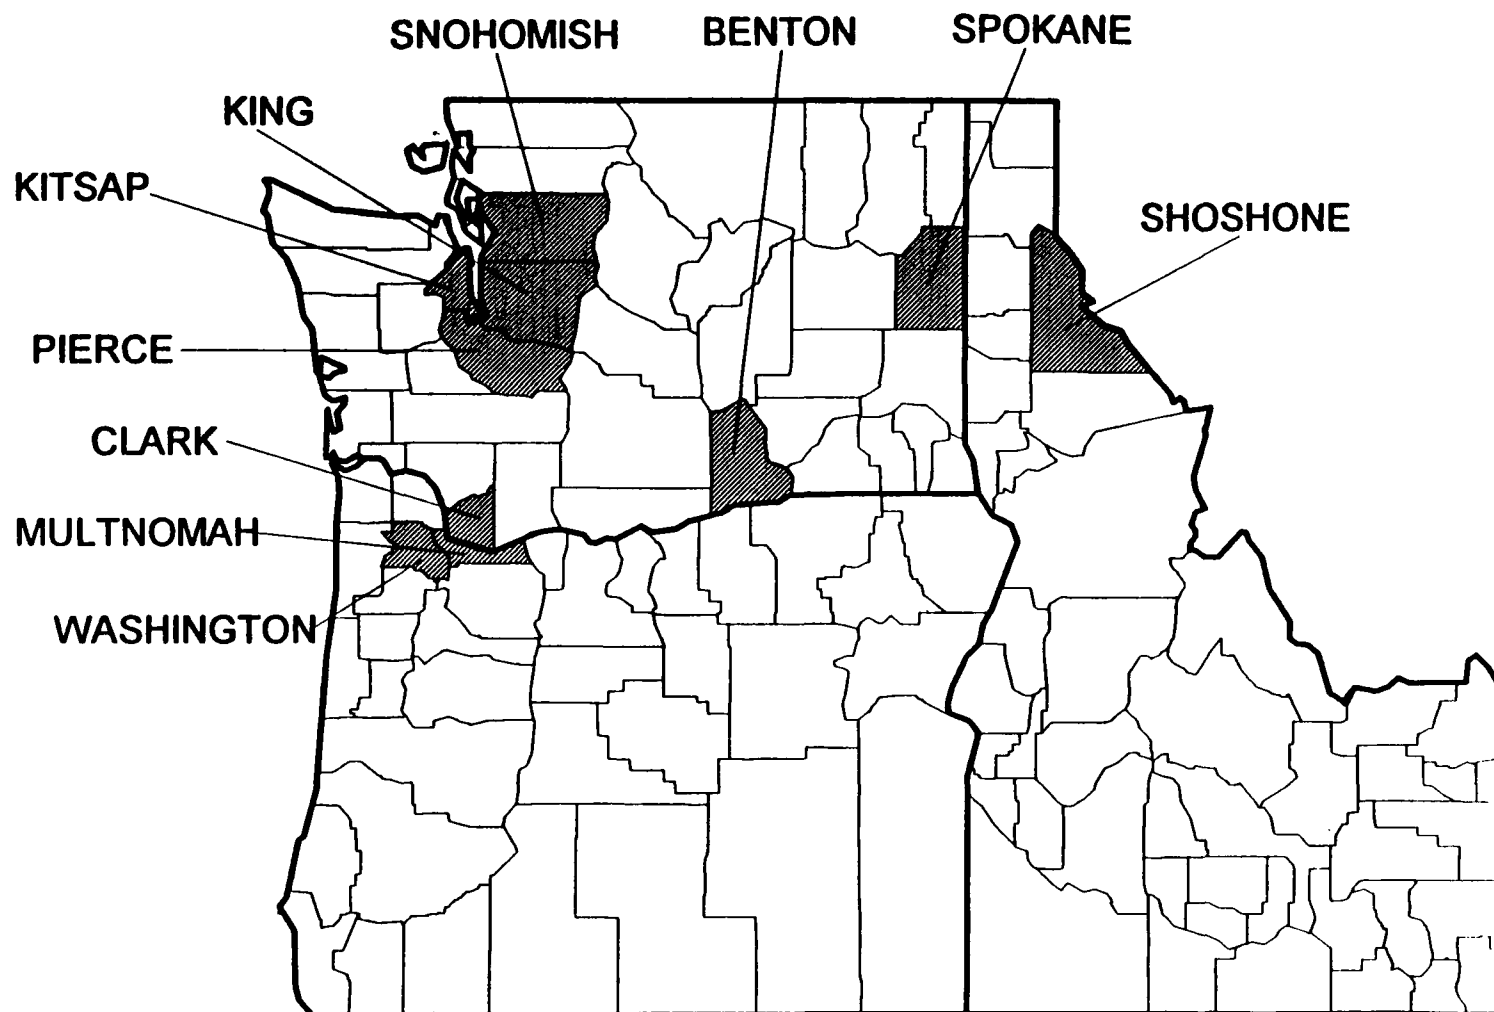 SNOHOMISH
BENTON
SPOKANE
KING
KITSAP
SHOSHONE
PIERCE
CLARK
MULTNOMAH
WASHINGTON